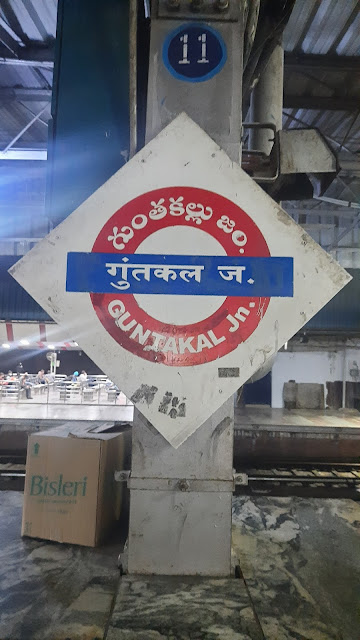 11
గుంతకల్లు జం.
गुंतकल ज.
GUNTAKAL Jn.
Bisleri